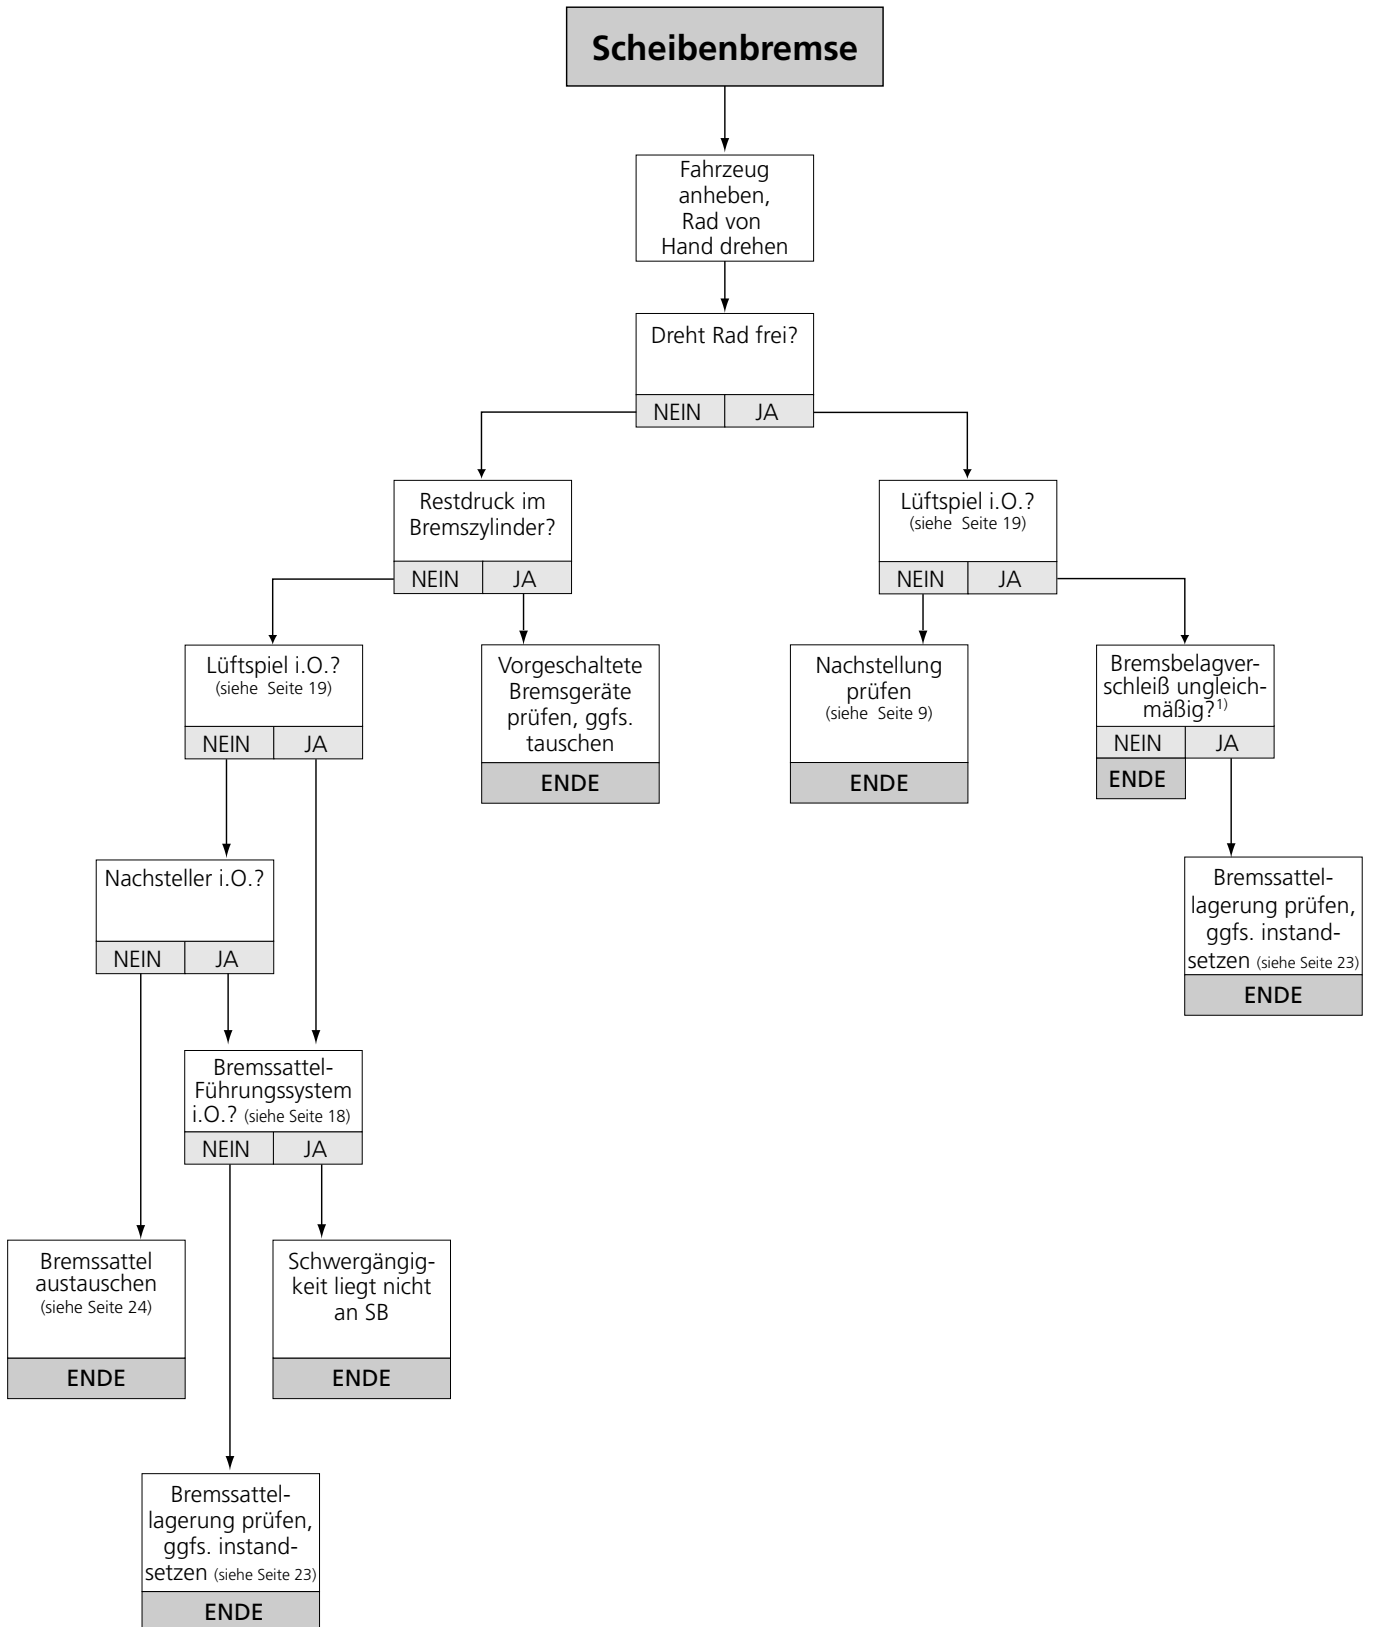 Scheibenbremse
Fahrzeug
anheben,
Rad von
Hand drehen
Dreht Rad frei?
NEIN JA
Restdruck im
Bremszylinder?
NEIN JA
Lüftspiel i.O.?
(siehe Seite 19)
NEIN JA
Lüftspiel i.O.?
(siehe Seite 19)
NEIN JA
Vorgeschaltete
Bremsgeräte
prüfen, ggfs.
tauschen
ENDE
Nachstellung
prüfen
(siehe Seite 9)
ENDE
Bremsbelagver-
schleiß ungleich-
mäßig?1)
NEIN JA
ENDE
Nachsteller i.O.?
NEIN JA
Bremssattel-
lagerung prüfen,
ggfs. instand-
setzen (siehe Seite 23)
ENDE
Bremssattel-
Führungssystem
i.O.? (siehe Seite 18)
NEIN JA
Bremssattel
austauschen
(siehe Seite 24)
ENDE
Schwergängig-
keit liegt nicht
an SB
ENDE
Bremssattel-
lagerung prüfen,
ggfs. instand-
setzen (siehe Seite 23)
ENDE